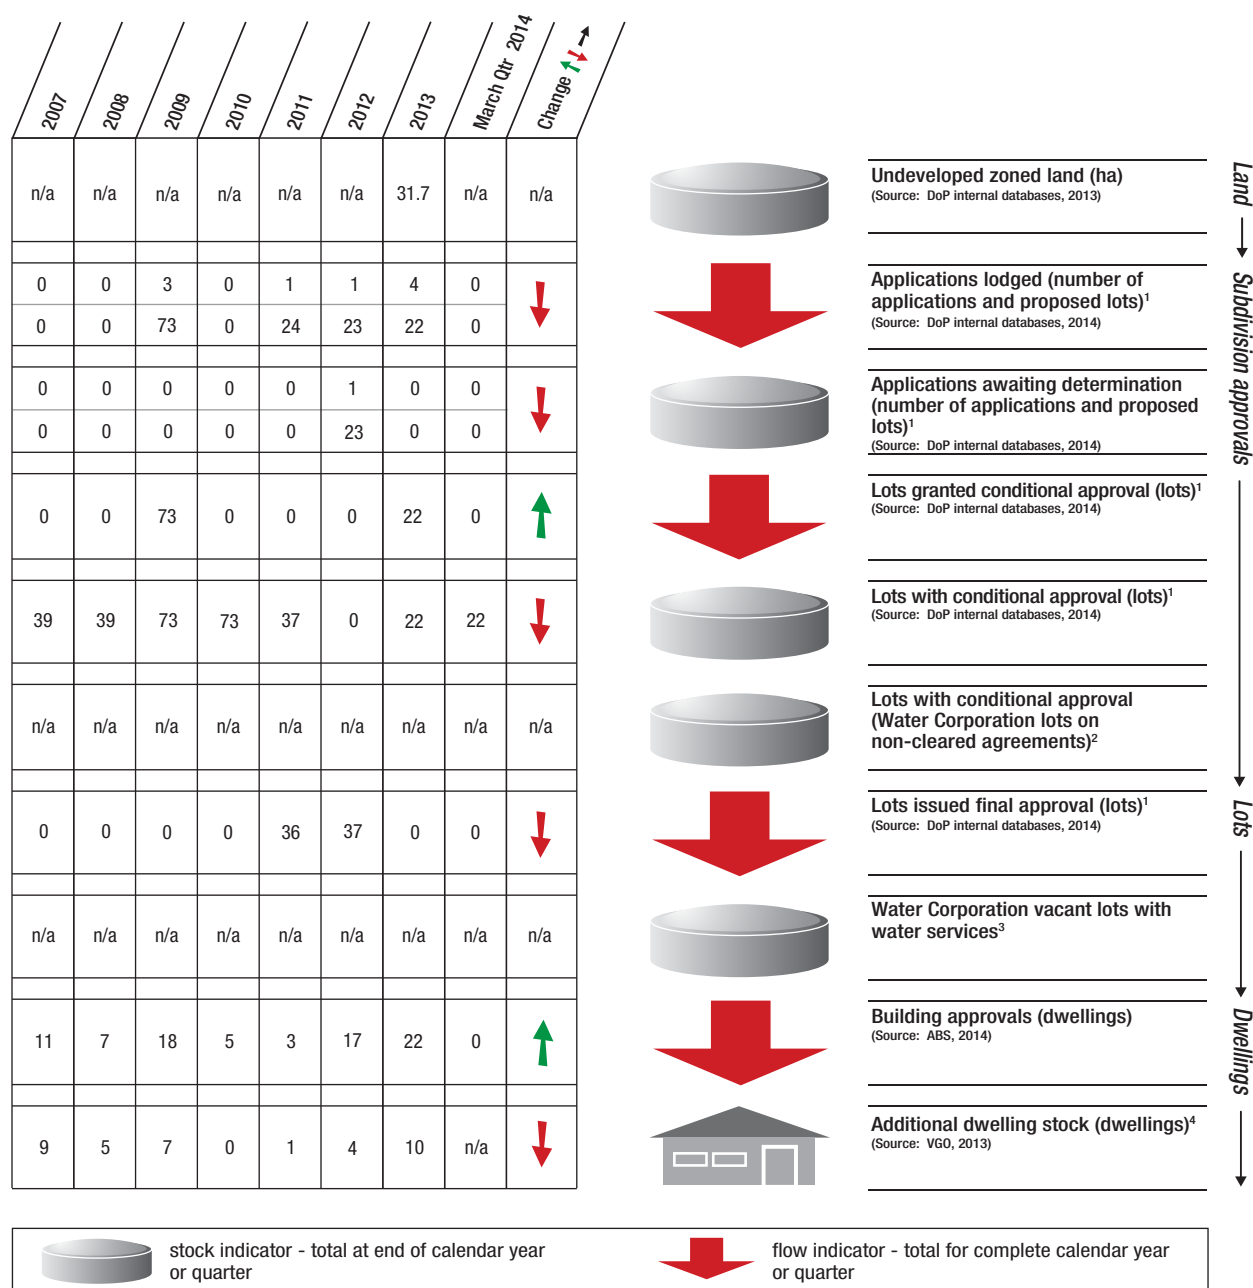 2007 2008 2009 2010 2011 2012 2013 March Qtr 2014 Change
n/a n/a n/a n/a n/a n/a 31.7 n/a n/a
Undeveloped zoned land (ha)
(Source: DoP internal databases, 2013)
Land
0 0 3 0 1 1 4 0
0 0 73 0 24 23 22 0
Applications lodged (number of
applications and proposed lots)1
(Source: DoP internal databases, 2014)
Subdivision approvals
0 0 0 0 0 1 0 0
0 0 0 0 0 23 0 0
Applications awaiting determination
(number of applications and proposed
lots)1
(Source: DoP internal databases, 2014)
0 0 73 0 0 0 22 0
Lots granted conditional approval (lots)1
(Source: DoP internal databases, 2014)
39 39 73 73 37 0 22 22
Lots with conditional approval (lots)1
(Source: DoP internal databases, 2014)
n/a n/a n/a n/a n/a n/a n/a n/a n/a
Lots with conditional approval
(Water Corporation lots on
non-cleared agreements)2
0 0 0 0 36 37 0 0
Lots issued final approval (lots)1
(Source: DoP internal databases, 2014)
Lots
n/a n/a n/a n/a n/a n/a n/a n/a n/a
Water Corporation vacant lots with
water services3
11 7 18 5 3 17 22 0
Building approvals (dwellings)
(Source: ABS, 2014)
Dwellings
9 5 7 0 1 4 10 n/a
Additional dwelling stock (dwellings)4
(Source: VGO, 2013)
stock indicator - total at end of calendar year
or quarter
flow indicator - total for complete calendar year
or quarter